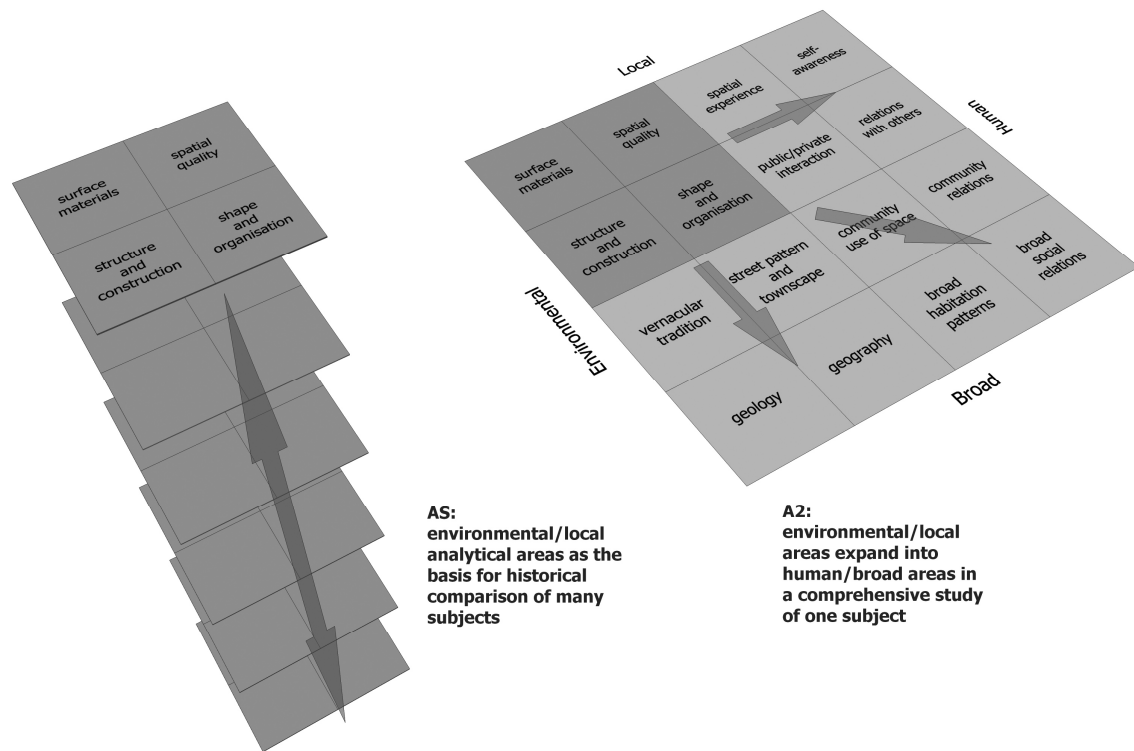 surface
materials
spatial
quality
structure
and
construction
shape
and
organisation
AS:
environmental/local
analytical areas as the
basis for historical
comparison of many
subjects
Local
Human
Environmental
Broad
surface
materials
spatial
quality
spatial
experience
self-
awareness
structure
and
construction
shape
and
organisation
public/private
interaction
relations
with others
vernacular
tradition
street pattern
and
townscape
community
use of space
community
relations
geology
geography
broad
habitation
patterns
broad
social
relations
A2:
environmental/local
areas expand into
human/broad areas in
a comprehensive study
of one subject